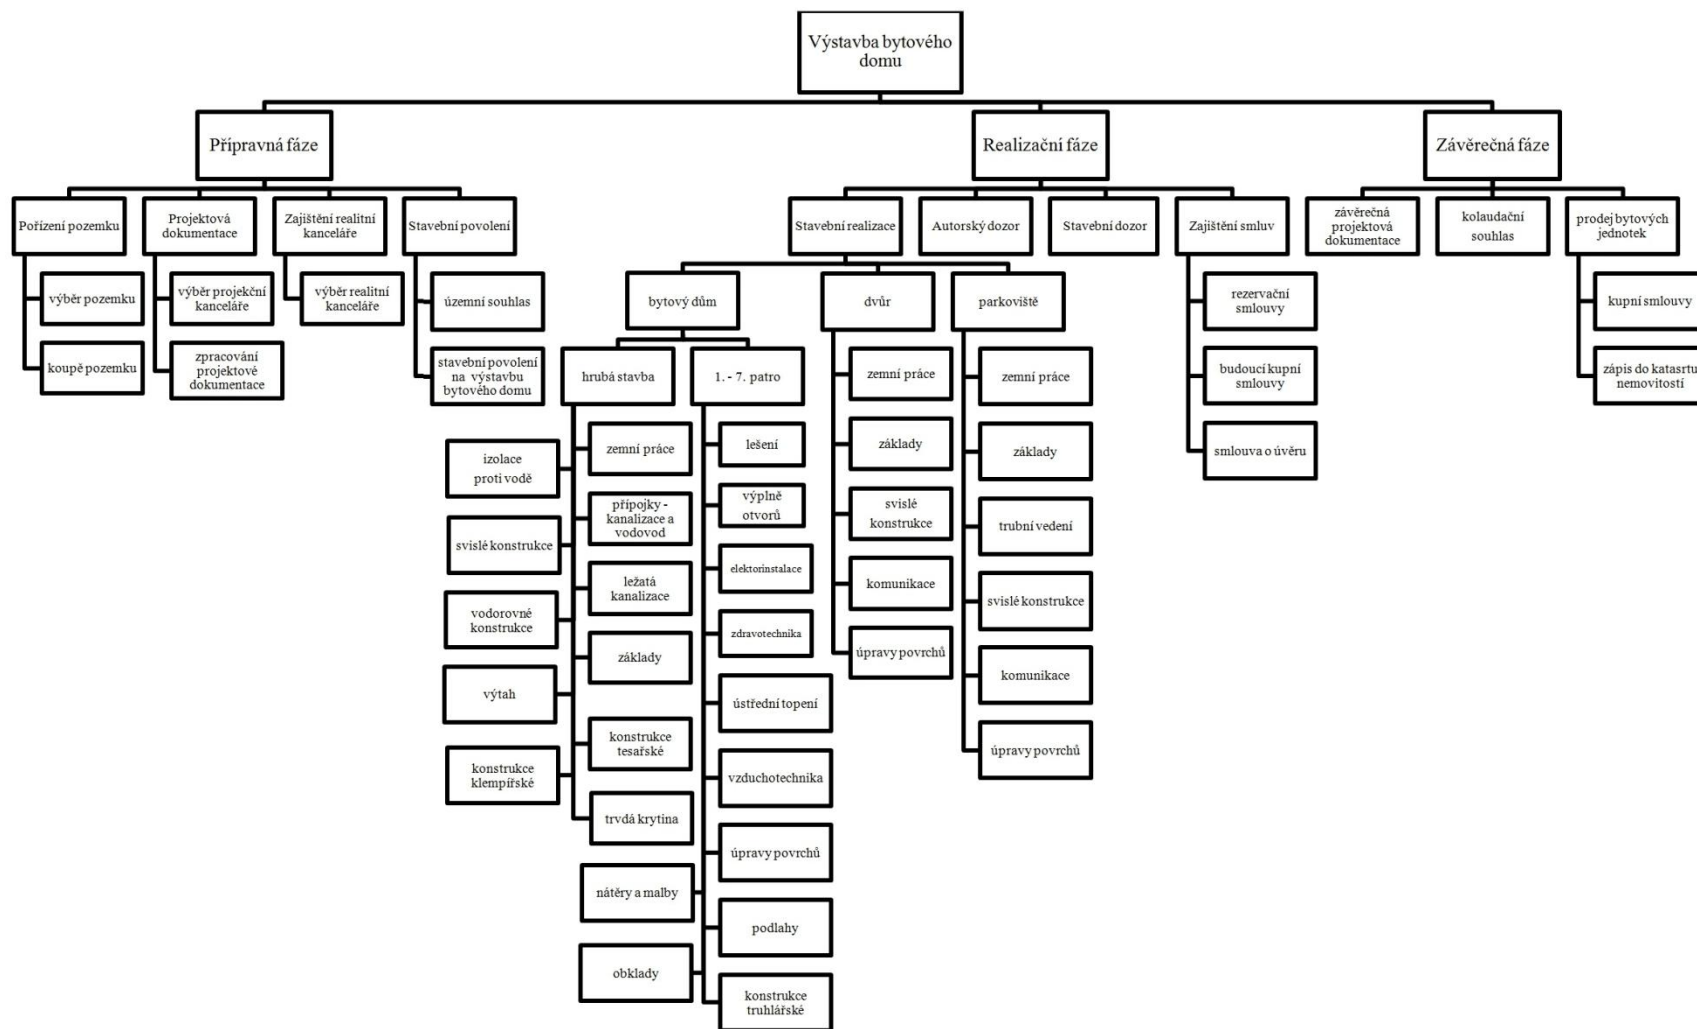 Výstavba bytového
domu
Přípravná fáze
Realizační fáze
Závěrečná fáze
Pořízení pozemku
Projektová
dokumentace
Zajištění realitní
kanceláře
Stavební povolení
Stavební realizace
Autorský dozor
Stavební dozor
Zajištění smluv
závěrečná
projektová
dokumentace
kolaudační
souhlas
prodej bytových
jednotek
výběr pozemku
koupě pozemku
výběr projekční
kanceláře
zpracování
projektové
dokumentace
výběr realitní
kanceláře
územní souhlas
stavební povolení
na výstavbu
bytového domu
bytový dům
dvůr
parkoviště
hrubá stavba
1. - 7. patro
izolace
proti vodě
zemní práce
přípojky -
kanalizace a
vodovod
svislé konstrukce
ležatá
kanalizace
vodorovné
konstrukce
základy
výtah
konstrukce
tesařské
konstrukce
klempířské
trvdá krytina
lešení
výplně
otvorů
elektorinstalace
zdravotechnika
ústřední topení
vzduchotechnika
úpravy povrchů
nátěry a malby
podlahy
obklady
konstrukce
truhlářské
zemní práce
základy
svislé
konstrukce
komunikace
úpravy povrchů
zemní práce
základy
trubní vedení
svislé konstrukce
komunikace
úpravy povrchů
rezervační
smlouvy
budoucí kupní
smlouvy
smlouva o úvěru
kupní smlouvy
zápis do katasrtu
nemovitostí